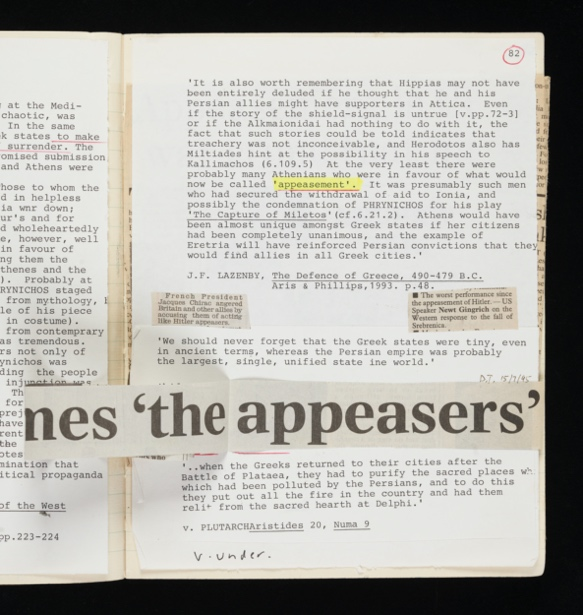 g at the Medi-
chaotic, was
In the same
k states to make
surrender. The
omised submission
and Athens were
hose to whom the
d in helpless
ia wnr down;
ur's and for
d wholeheartedly
e, however, well
in favour of
ng them the
sthenes and the
). Probably at
RYNICHOS staged
from mythology,
le of his piece
in costume).
from contemporary
as tremendous.
rs not only of
ynichos was
ding the people
injunction was
Th
for
prej
have
rent
the
otes
mination that
itical propaganda
of the West
pp.223-224
82
'It is also worth remembering that Hippias may not have
been entirely deluded if he thought that he and his
Persian allies might have supporters in Attica. Even
if the story of the shield-signal is untrue [v.pp.72-3]
or if the Alkmaionidai had nothing to do with it, the
fact that such stories could be told indicates that
treachery was not inconceivable, and Herodotos also has
Miltiades hint at the possibility in his speech to
Kallimachos (6.109.5) At the very least there were
probably many Athenians who were in favour of what would
now be called 'appeasement'. It was presumably such men
who had secured the withdrawal of aid to Ionia, and
possibly the condemnation of PHRYNICHOS for his play
'The Capture of Miletos'(cf.6.21.2). Athens would have
been almost unique amongst Greek states if her citizens
had been completely unanimous, and the example of
Eretria will have reinforced Persian convictions that they
would find allies in all Greek cities.'
J.F. LAZENBY, The Defence of Greece, 490-479 B.C.
Aris & Phillips,1993. p.48.
French President
Jacques Chirac angered
Britain and other allies by
accusing them of acting
like Hitler appeasers.
■ The worst performance since
the appeasement of Hitler — US
Speaker Newt Gingrich on the
Western response to the fall of
Srebrenica.
'We should never forget that the Greek states were tiny, even
in ancient terms, whereas the Persian empire was probably
the largest, single, unified state ine world.'
D.T. 15/7/95
nes 'the appeasers'
'..when the Greeks returned to their cities after the
Battle of Plataea, they had to purify the sacred places wh
which had been polluted by the Persians, and to do this
they put out all the fire in the country and had them
relit from the sacred hearth at Delphi.'
v. PLUTARCHAristides 20, Numa 9
v. under.